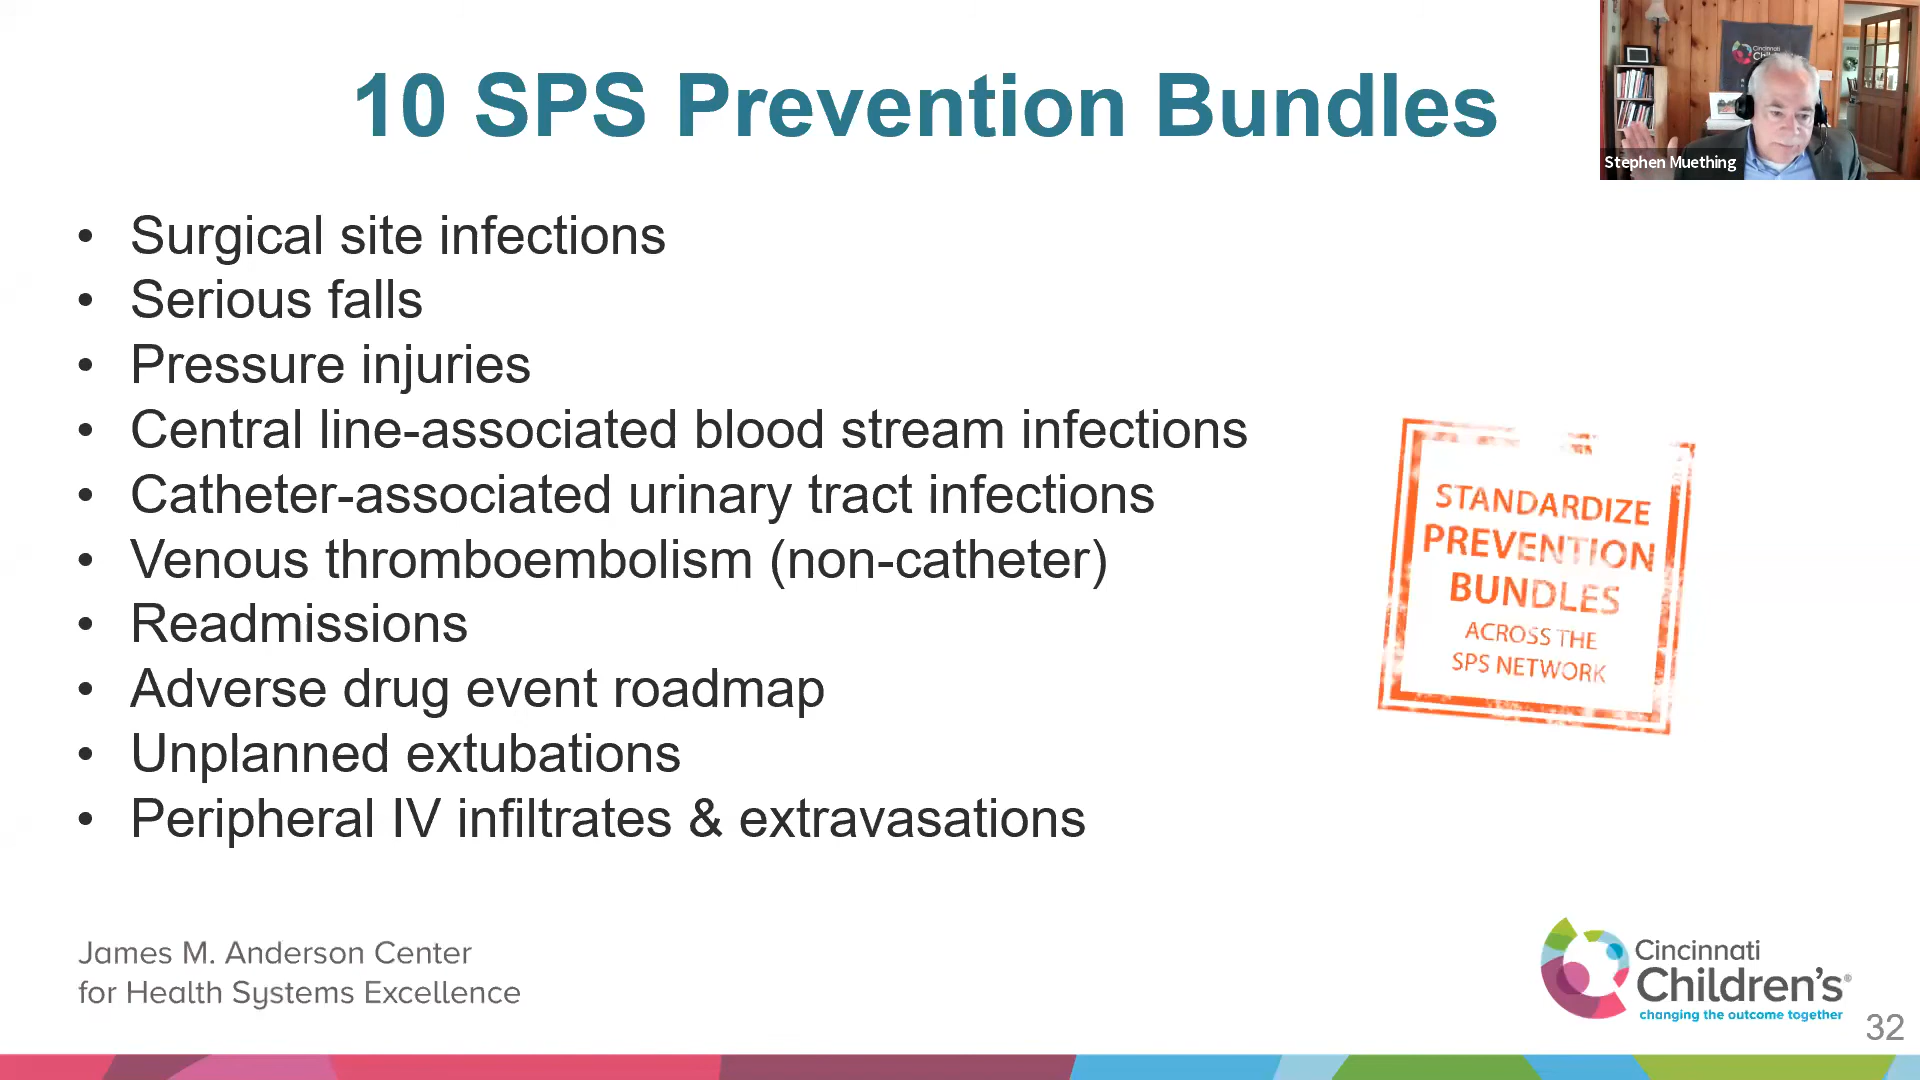 10 SPS Prevention Bundles
Stephen Muething
• Surgical site infections
• Serious falls
• Pressure injuries
• Central line-associated blood stream infections
• Catheter-associated urinary tract infections
• Venous thromboembolism (non-catheter)
• Readmissions
• Adverse drug event roadmap
• Unplanned extubations
• Peripheral IV infiltrates & extravasations
STANDARDIZE
PREVENTION
BUNDLES
ACROSS THE
SPS NETWORK
James M. Anderson Center
for Health Systems Excellence
Cincinnati
Children's®
changing the outcome together
32